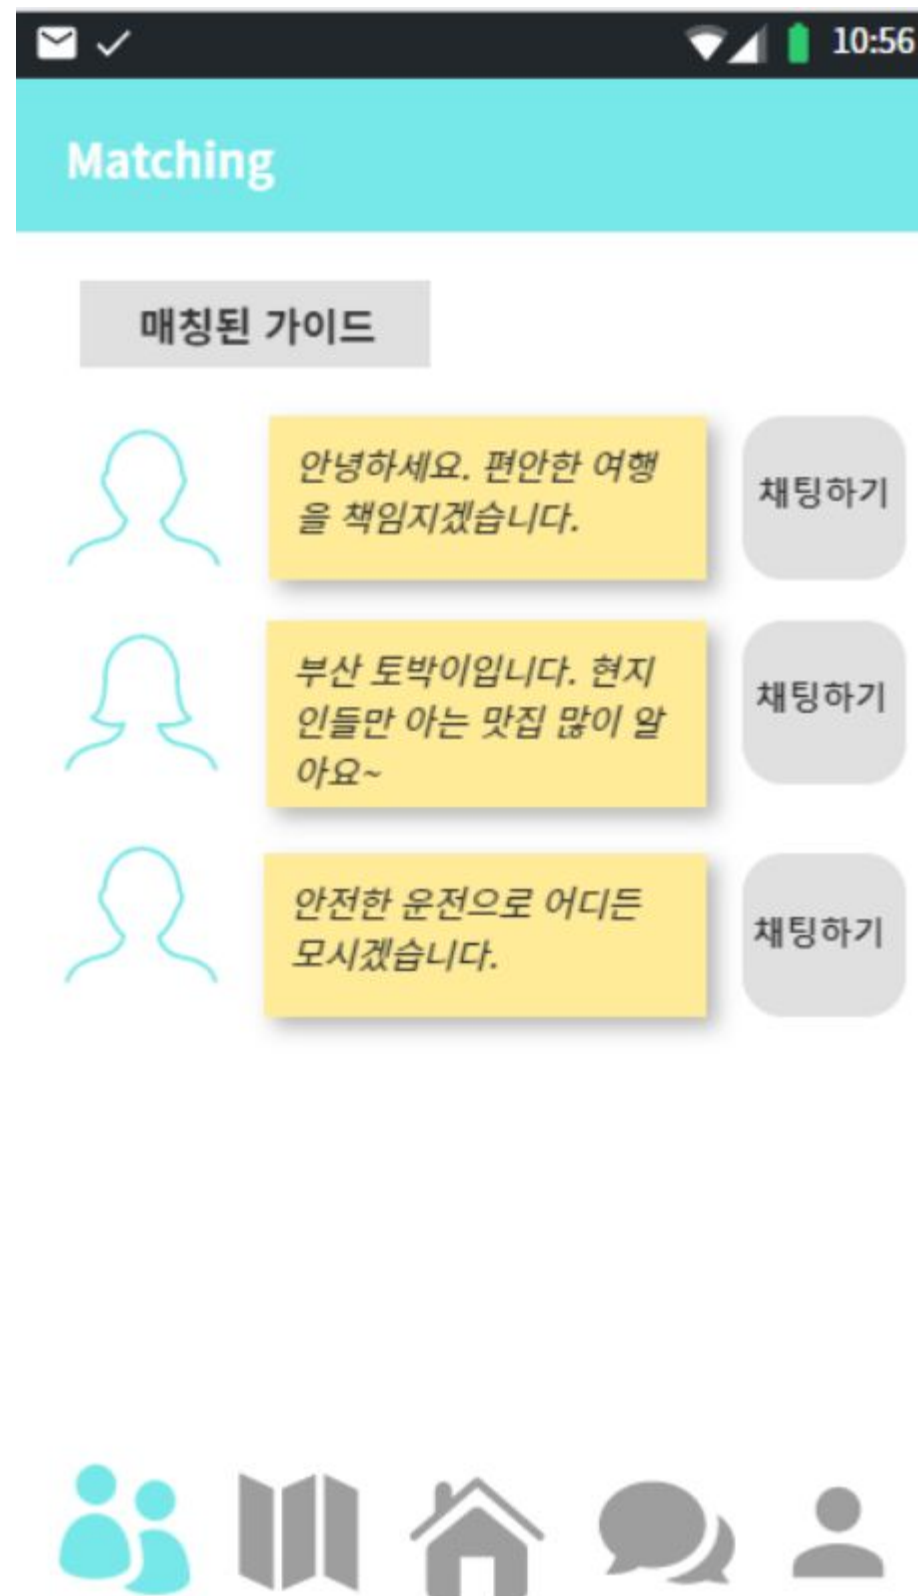 10:56
Matching
매칭된 가이드
안녕하세요. 편안한 여행
을 책임지겠습니다.
채팅하기
부산 토박이입니다. 현지
인들만 아는 맛집 많이 알
아요~
채팅하기
안전한 운전으로 어디든
모시겠습니다.
채팅하기